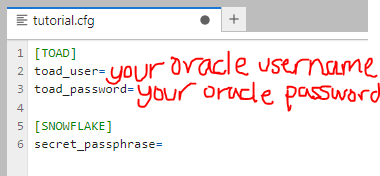 tutorial.cfg
1 [TOAD]
2 toad_user= your oracle username
3 toad_password= your oracle password
4
5 [SNOWFLAKE]
6 secret_passphrase=